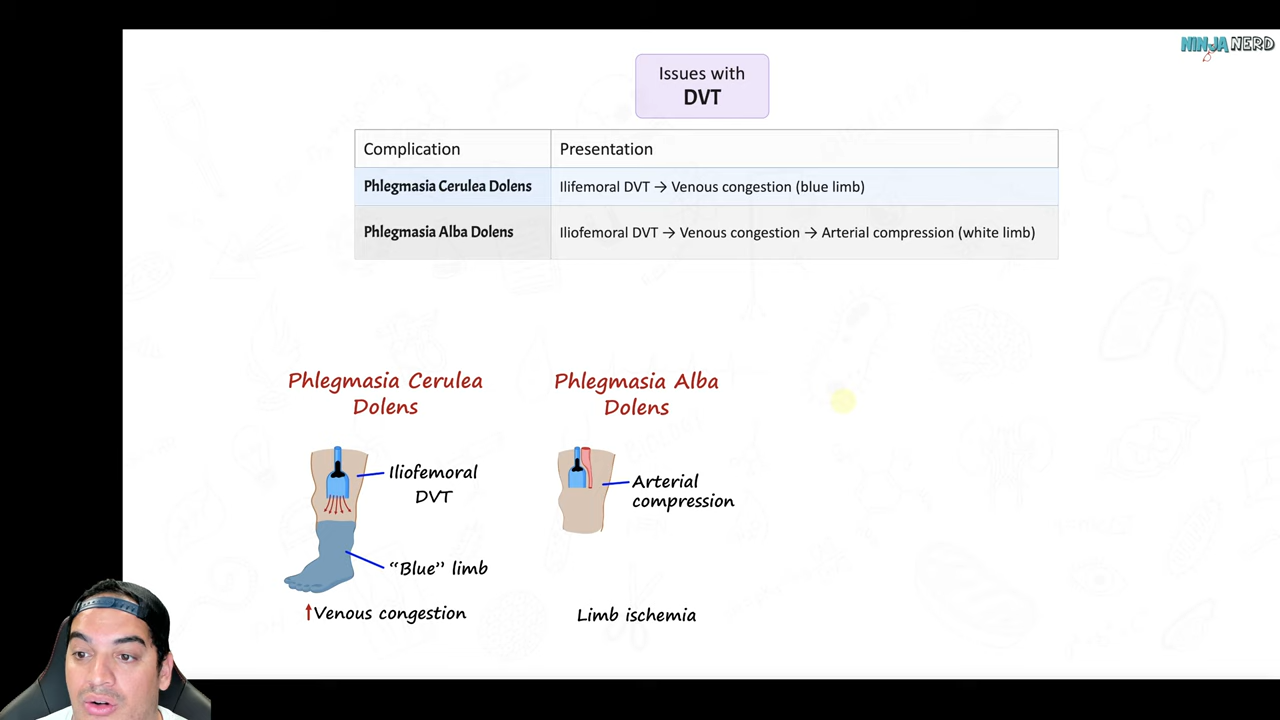 NINJA NERD
Issues with
DVT
Complication Presentation
Phlegmasia Cerulea Dolens Ilifemoral DVT → Venous congestion (blue limb)
Phlegmasia Alba Dolens Iliofemoral DVT → Venous congestion → Arterial compression (white limb)
Phlegmasia Cerulea
Dolens
Iliofemoral
DVT
“Blue” limb
↑Venous congestion
Phlegmasia Alba
Dolens
Arterial
compression
Limb ischemia